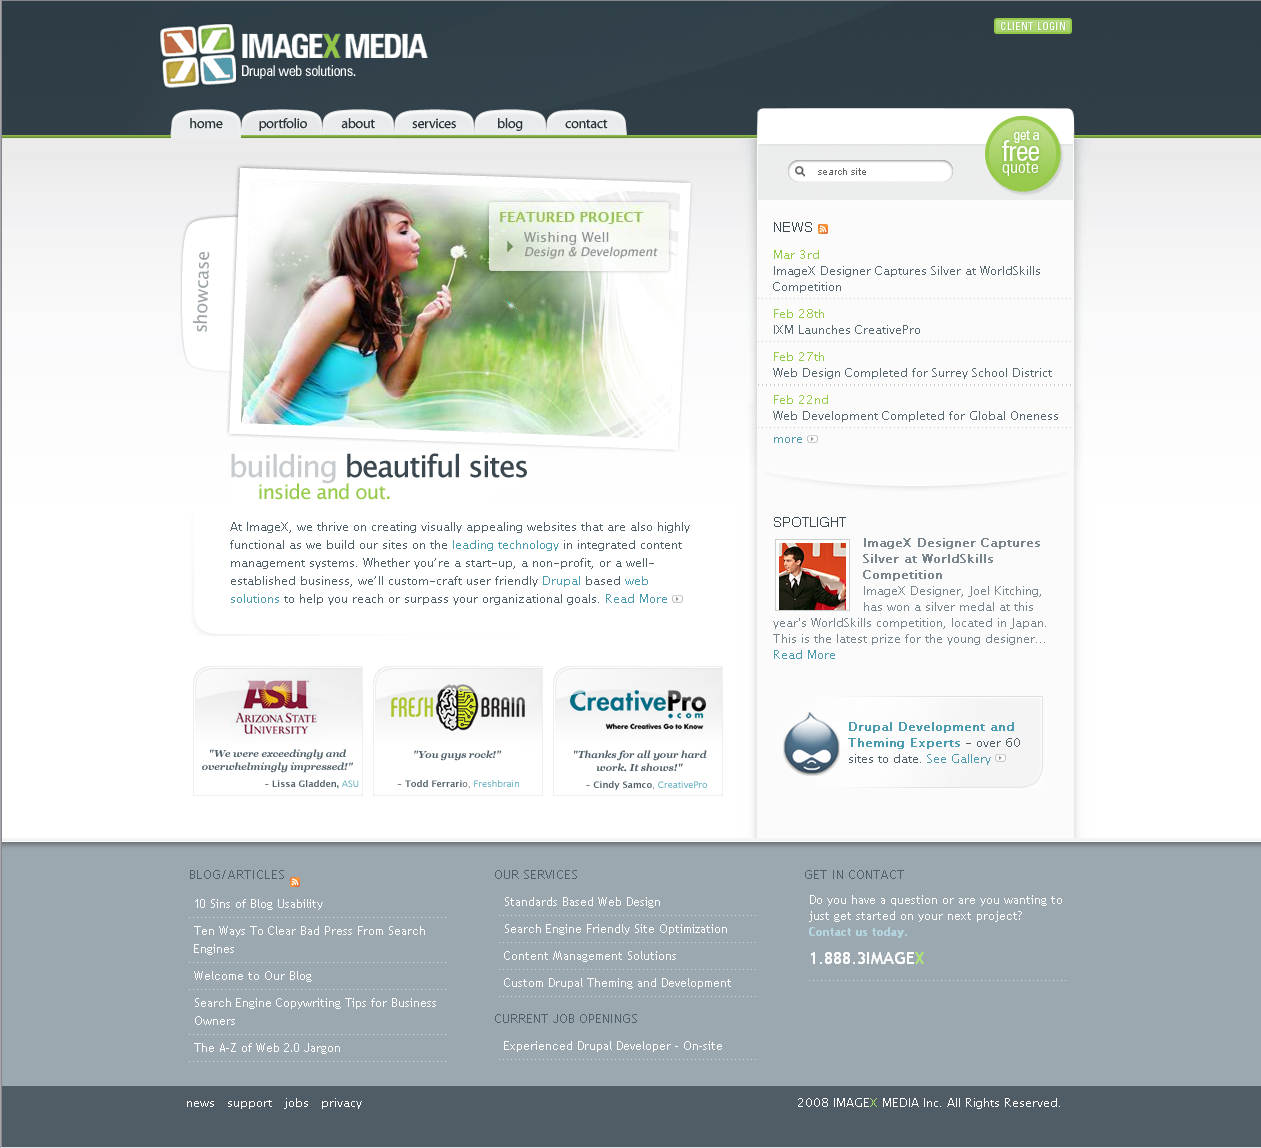 IMAGEX MEDIA
Drupal web solutions.
CLIENT LOGIN
home
portfolio
about
services
blog
contact
get a
free
quote
search site
showcase
FEATURED PROJECT
Wishing Well
Design & Development
building beautiful sites
inside and out.
At ImageX, we thrive on creating visually appealing websites that are also highly
functional as we build our sites on the leading technology in integrated content
management systems. Whether you're a start-up, a non-profit, or a well-
established business, we'll custom-craft user friendly Drupal based web
solutions to help you reach or surpass your organizational goals. Read More
ASU
ARIZONA STATE
UNIVERSITY
"We were exceedingly and
overwhelmingly impressed!"
- Lissa Gladden, ASU
FRESH BRAIN
"You guys rock!"
- Todd Ferrario, Freshbrain
CreativePro
.com
Where Creatives Go to Know
"Thanks for all your hard
work. It shows!"
- Cindy Samco, CreativePro
NEWS
Mar 3rd
ImageX Designer Captures Silver at WorldSkills
Competition
Feb 28th
IXM Launches CreativePro
Feb 27th
Web Design Completed for Surrey School District
Feb 22nd
Web Development Completed for Global Oneness
more
SPOTLIGHT
ImageX Designer Captures
Silver at WorldSkills
Competition
ImageX Designer, Joel Kitching,
has won a silver medal at this
year's WorldSkills competition, located in Japan.
This is the latest prize for the young designer...
Read More
Drupal Development and
Theming Experts - over 60
sites to date. See Gallery
BLOG/ARTICLES
10 Sins of Blog Usability
Ten Ways To Clear Bad Press From Search
Engines
Welcome to Our Blog
Search Engine Copywriting Tips for Business
Owners
The A-Z of Web 2.0 Jargon
OUR SERVICES
Standards Based Web Design
Search Engine Friendly Site Optimization
Content Management Solutions
Custom Drupal Theming and Development
CURRENT JOB OPENINGS
Experienced Drupal Developer - On-site
GET IN CONTACT
Do you have a question or are you wanting to
just get started on your next project?
Contact us today.
1.888.3IMAGEX
news support jobs privacy
2008 IMAGEX MEDIA Inc. All Rights Reserved.